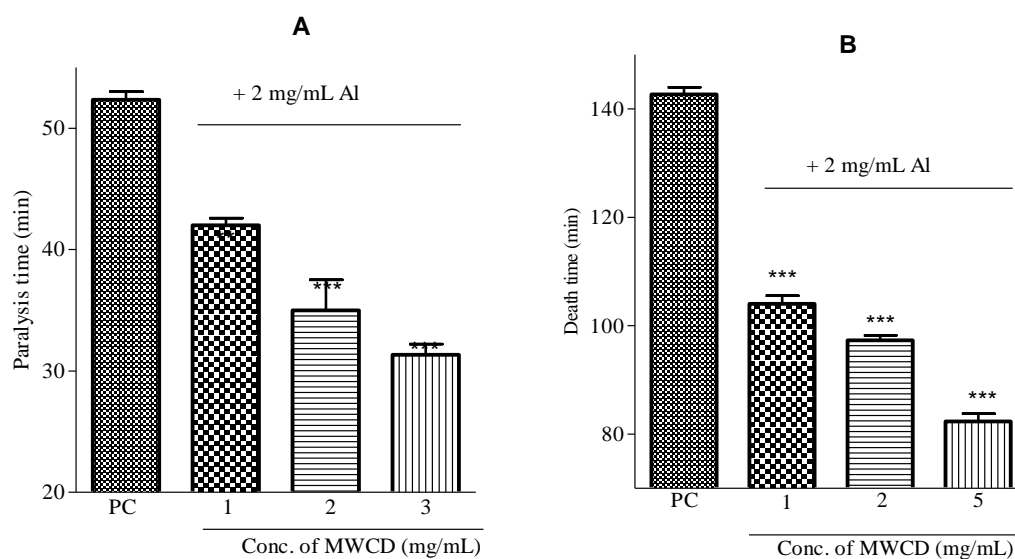 A
+ 2 mg/mL Al
Paralysis time (min)
50
40
30
20
***
***
PC 1 2 3
Conc. of MWCD (mg/mL)
B
+ 2 mg/mL Al
Death time (min)
140
120
100
80
***
***
***
PC 1 2 5
Conc. of MWCD (mg/mL)